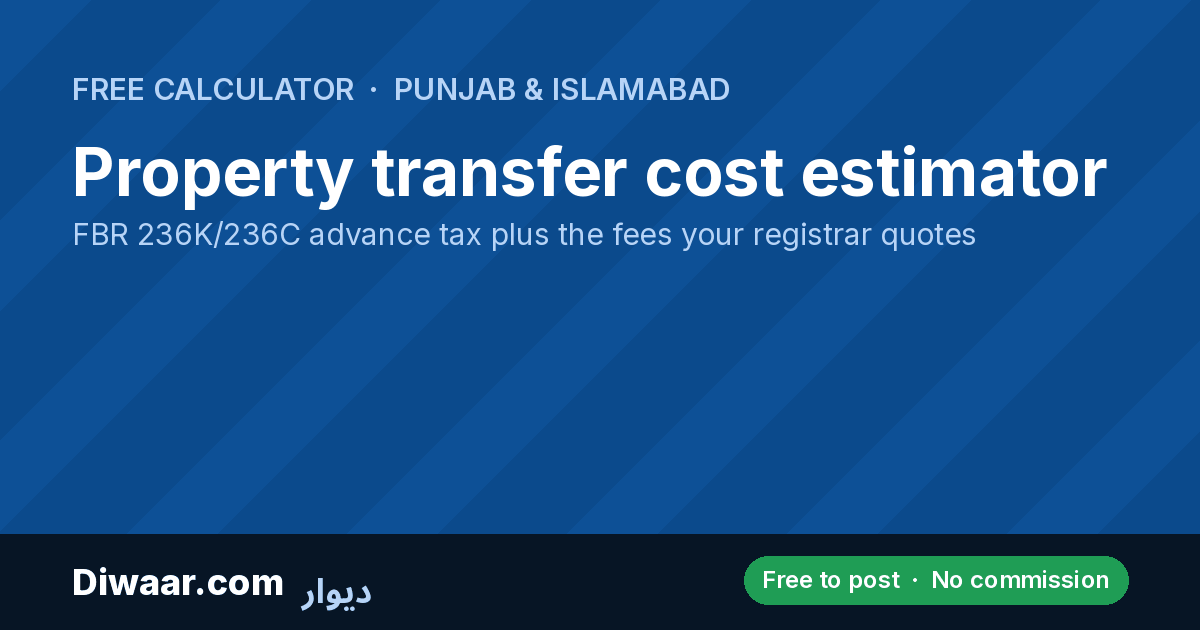 FREE CALCULATOR · PUNJAB & ISLAMABAD
Property transfer cost estimator
FBR 236K/236C advance tax plus the fees your registrar quotes
Diwaar.com دیوار
Free to post · No commission